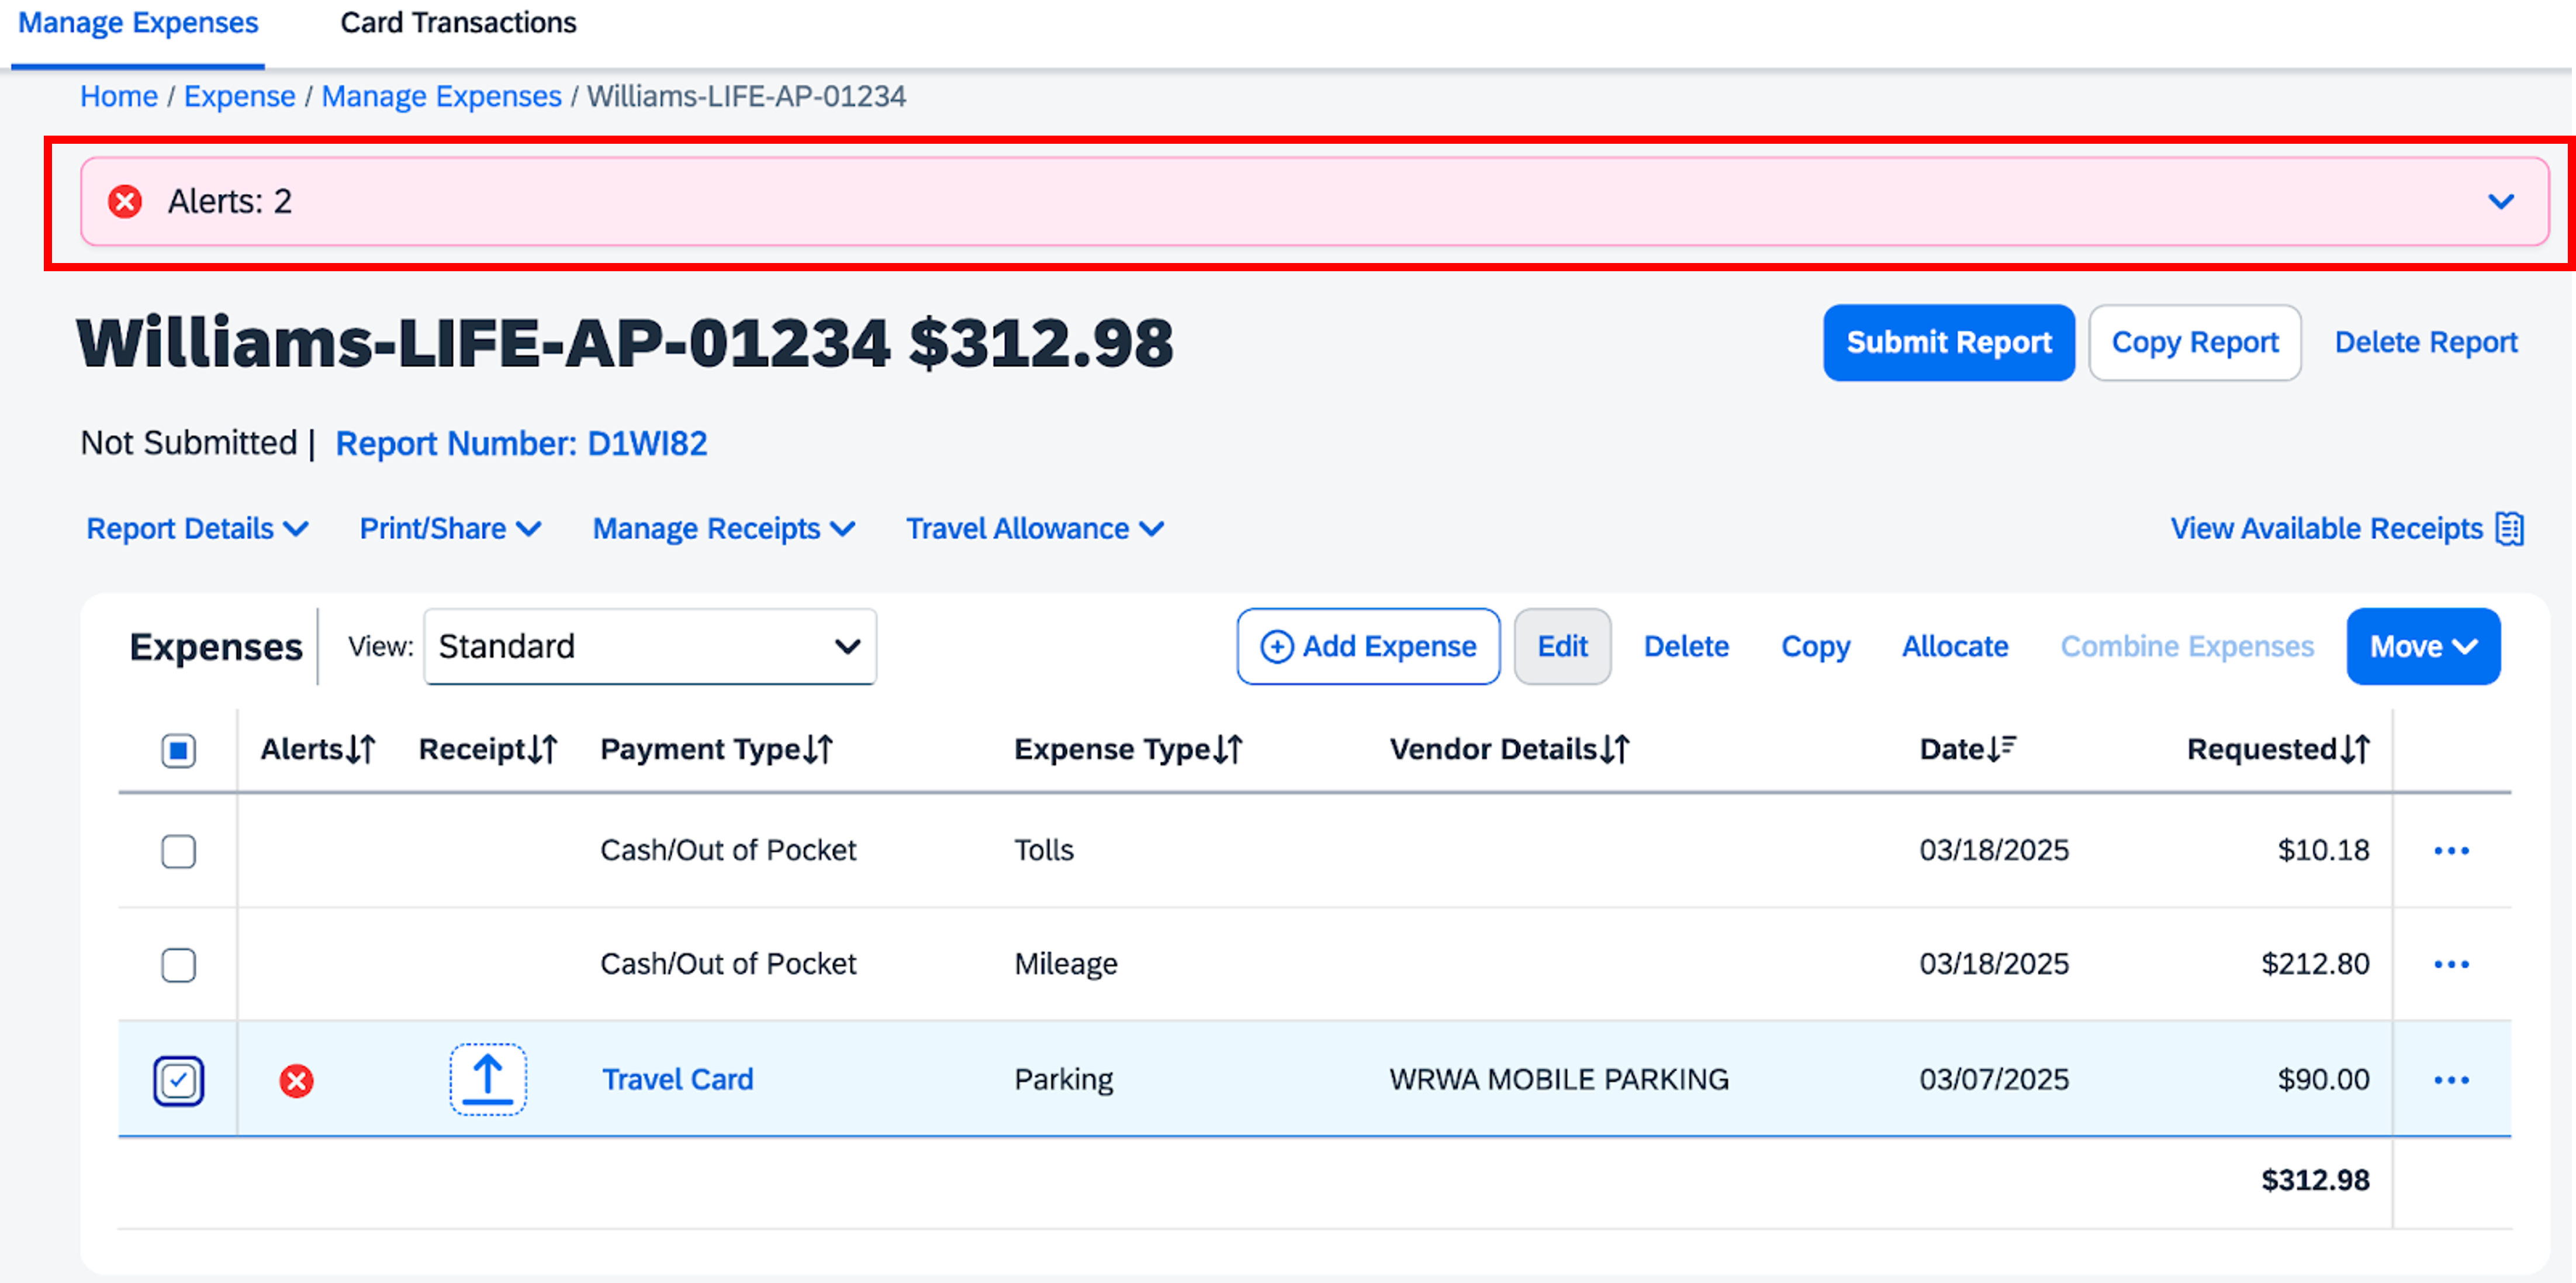 Manage Expenses Card Transactions
Home / Expense / Manage Expenses / Williams-LIFE-AP-01234
Alerts: 2
Williams-LIFE-AP-01234 $312.98
Submit Report Copy Report Delete Report
Not Submitted | Report Number: D1WI82
Report Details Print/Share Manage Receipts Travel Allowance View Available Receipts
Expenses View: Standard Add Expense Edit Delete Copy Allocate Combine Expenses Move
Alerts Receipt Payment Type Expense Type Vendor Details Date Requested
Cash/Out of Pocket Tolls 03/18/2025 $10.18
Cash/Out of Pocket Mileage 03/18/2025 $212.80
Travel Card Parking WRWA MOBILE PARKING 03/07/2025 $90.00
$312.98